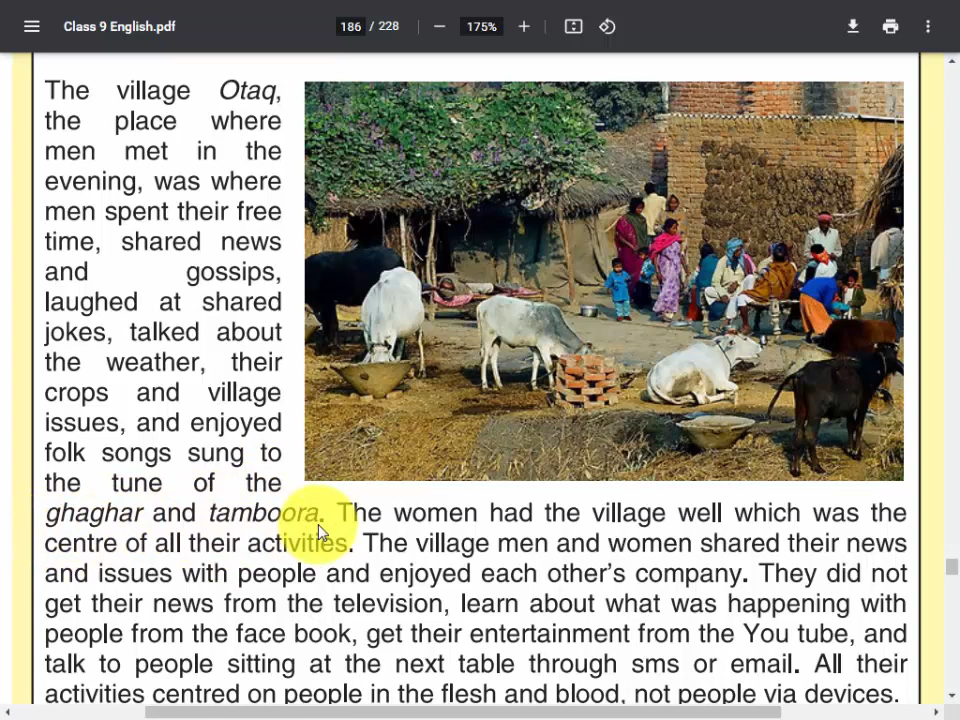 Class 9 English.pdf
186 / 228
175%
The village Otaq,
the place where
men met in the
evening, was where
men spent their free
time, shared news
and gossips,
laughed at shared
jokes, talked about
the weather, their
crops and village
issues, and enjoyed
folk songs sung to
the tune of the
ghaghar and tamboora. The women had the village well which was the
centre of all their activities. The village men and women shared their news
and issues with people and enjoyed each other's company. They did not
get their news from the television, learn about what was happening with
people from the face book, get their entertainment from the You tube, and
talk to people sitting at the next table through sms or email. All their
activities centred on people in the flesh and blood, not people via devices.